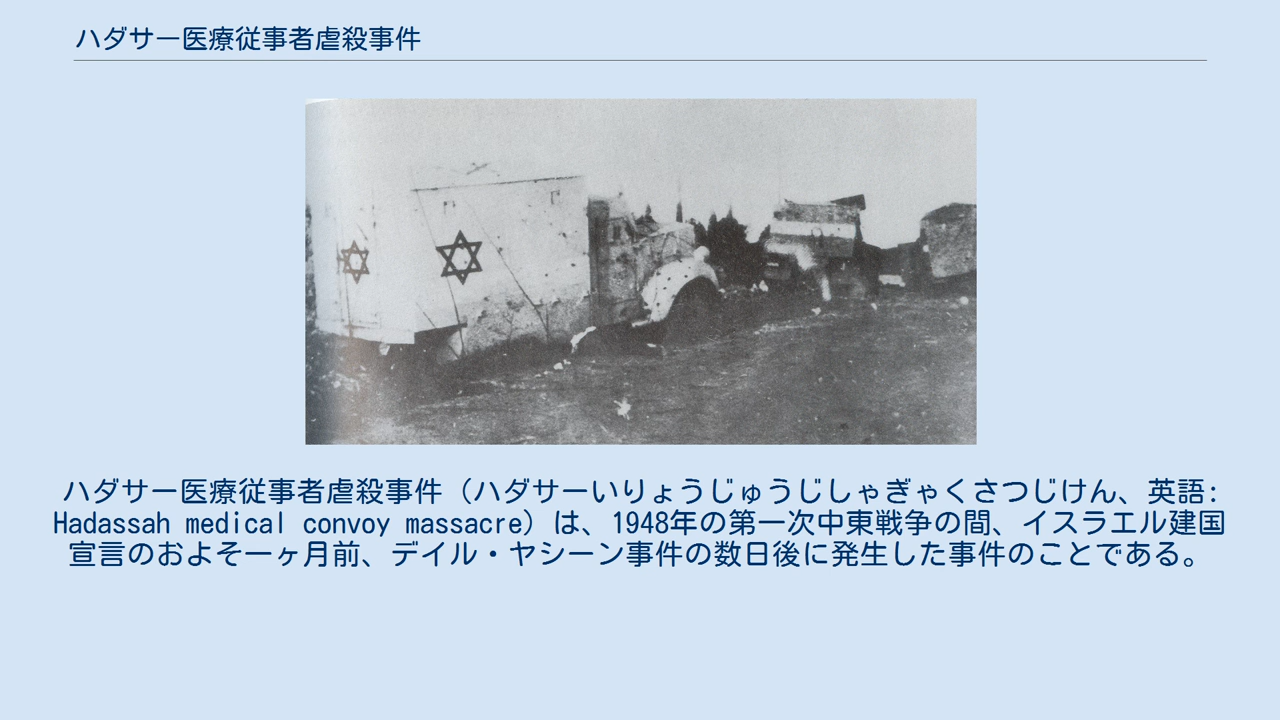 ハダサー医療従事者虐殺事件
ハダサー医療従事者虐殺事件（ハダサーいりょうじゅうじしゃぎゃくさつじけん、英語:
Hadassah medical convoy massacre）は、1948年の第一次中東戦争の間、イスラエル建国
宣言のおよそ一ヶ月前、デイル・ヤシーン事件の数日後に発生した事件のことである。